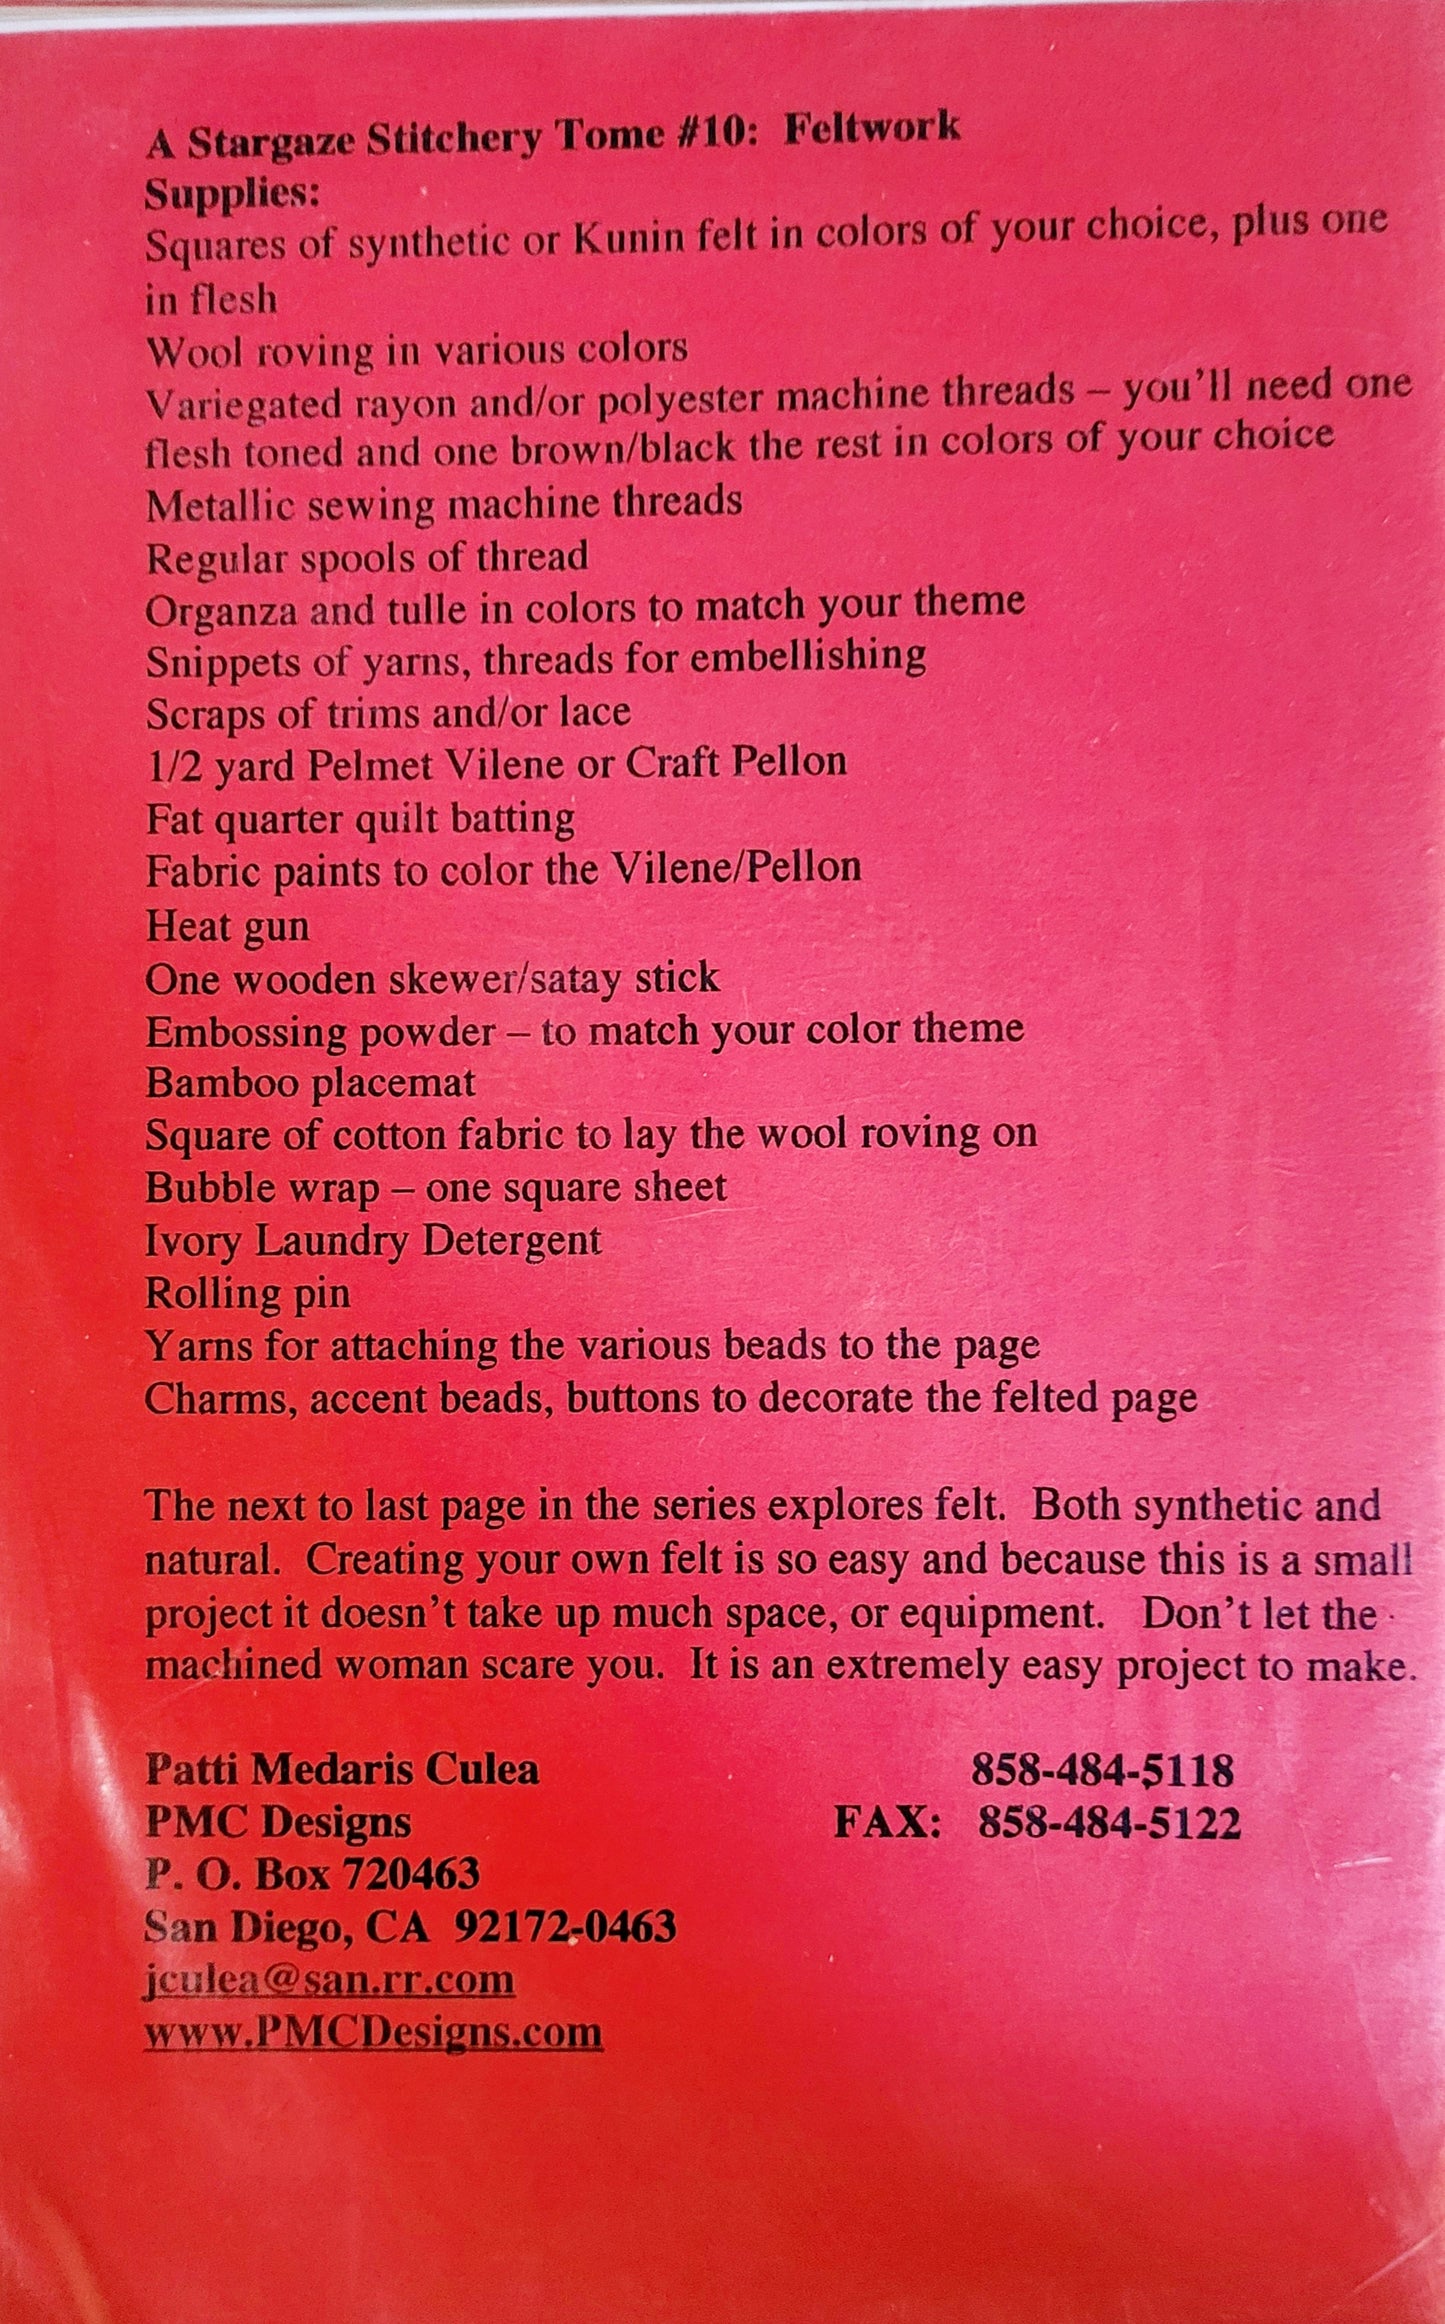 A Stargaze Stitchery Tome #10:  Feltwork
Supplies:
Squares of synthetic or Kunin felt in colors of your choice, plus one
in flesh
Wool roving in various colors
Variegated rayon and/or polyester machine threads – you'll need one
flesh toned and one brown/black the rest in colors of your choice
Metallic sewing machine threads
Regular spools of thread
Organza and tulle in colors to match your theme
Snippets of yarns, threads for embellishing
Scraps of trims and/or lace
1/2 yard Pelmet Vilene or Craft Pellon
Fat quarter quilt batting
Fabric paints to color the Vilene/Pellon
Heat gun
One wooden skewer/satay stick
Embossing powder – to match your color theme
Bamboo placemat
Square of cotton fabric to lay the wool roving on
Bubble wrap – one square sheet
Ivory Laundry Detergent
Rolling pin
Yarns for attaching the various beads to the page
Charms, accent beads, buttons to decorate the felted page
The next to last page in the series explores felt.  Both synthetic and
natural.  Creating your own felt is so easy and because this is a small
project it doesn't take up much space, or equipment.   Don't let the
machined woman scare you.  It is an extremely easy project to make.
Patti Medaris Culea 858-484-5118
PMC Designs FAX: 858-484-5122
P. O. Box 720463
San Diego, CA  92172-0463
jculea@san.rr.com
www.PMCDesigns.com